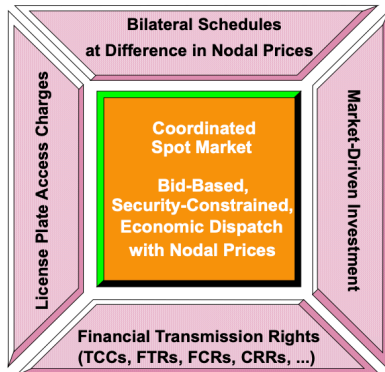 Bilateral Schedules
at Difference in Nodal Prices
License Plate Access Charges
Coordinated
Spot Market
Bid-Based,
Security-Constrained,
Economic Dispatch
with Nodal Prices
Market-Driven Investment
Financial Transmission Rights
(TCCs, FTRs, FCRs, CRRs, ...)